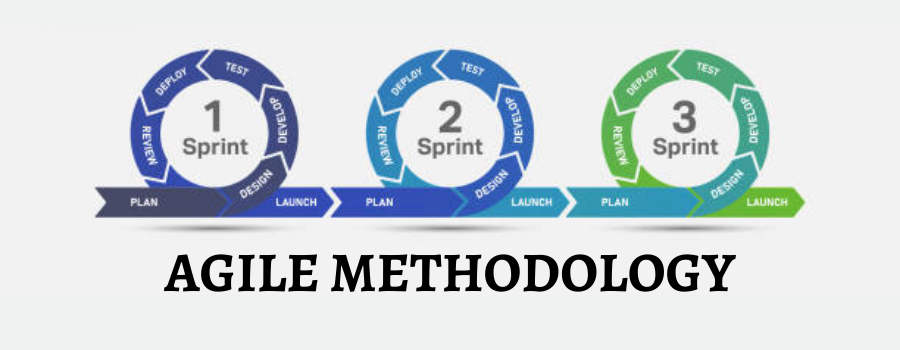 DEPLOY
TEST
DEVELOP
DESIGN
REVIEW
1
Sprint
PLAN
LAUNCH
DEPLOY
TEST
DEVELOP
DESIGN
REVIEW
2
Sprint
PLAN
LAUNCH
DEPLOY
TEST
DEVELOP
DESIGN
REVIEW
3
Sprint
PLAN
LAUNCH
AGILE METHODOLOGY